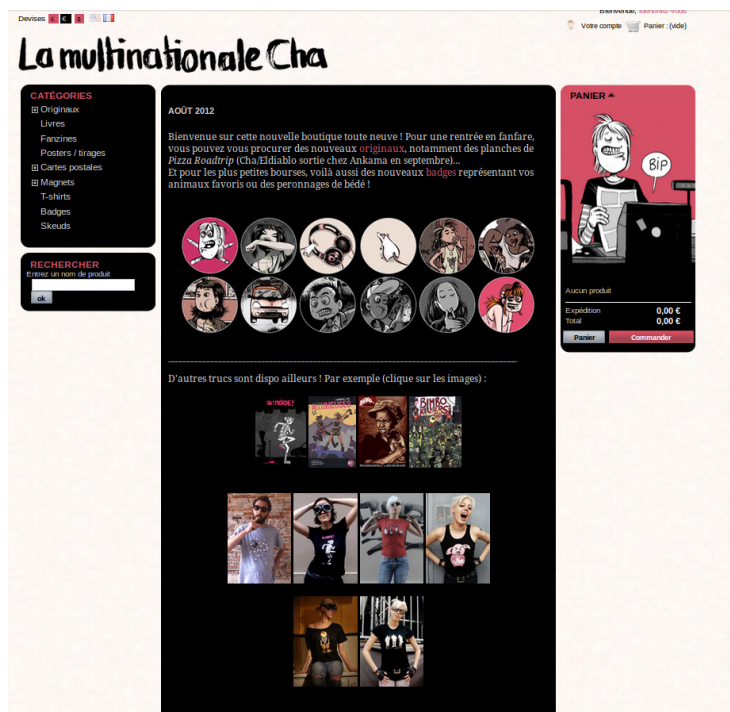 Devises £ € $
Bienvenue, Identifiez-vous
Votre compte Panier : (vide)
La multinationale Cha
CATÉGORIES
Originaux
Livres
Fanzines
Posters / tirages
Cartes postales
Magnets
T-shirts
Badges
Skeuds
RECHERCHER
Entrez un nom de produit
ok
AOÛT 2012
Bienvenue sur cette nouvelle boutique toute neuve ! Pour une rentrée en fanfare,
vous pouvez vous procurer des nouveaux originaux, notamment des planches de
Pizza Roadtrip (Cha/Eldiablo sortie chez Ankama en septembre)...
Et pour les plus petites bourses, voilà aussi des nouveaux badges représentant vos
animaux favoris ou des peronnages de bédé !
D'autres trucs sont dispo ailleurs ! Par exemple (clique sur les images) :
OH ! MERDE !
BIMBO
PANIER
BIP
Aucun produit
Expédition 0,00 €
Total 0,00 €
Panier Commander